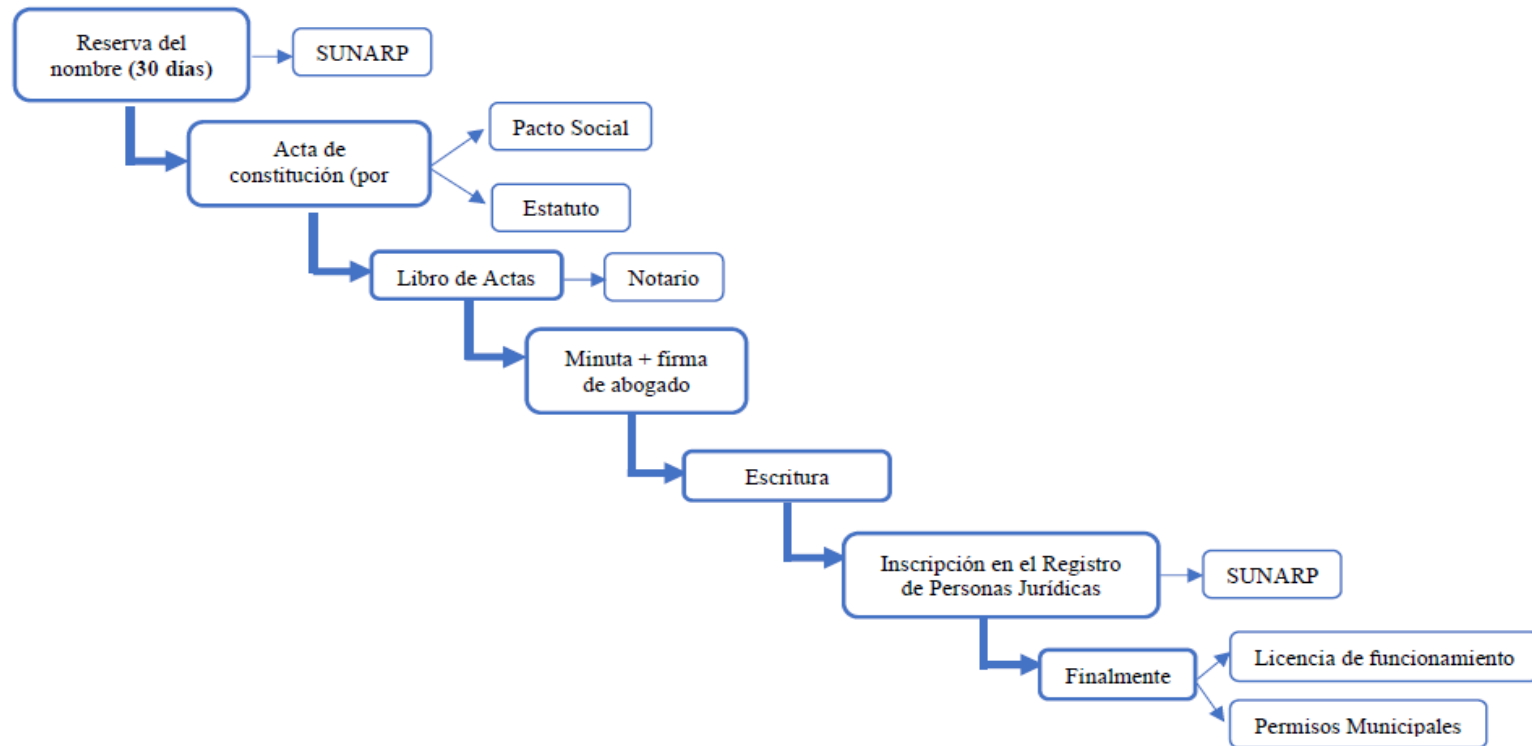 Reserva del
nombre (30 días)
SUNARP
Acta de
constitución (por
Pacto Social
Estatuto
Libro de Actas
Notario
Minuta + firma
de abogado
Escritura
Inscripción en el Registro
de Personas Jurídicas
SUNARP
Finalmente
Licencia de funcionamiento
Permisos Municipales